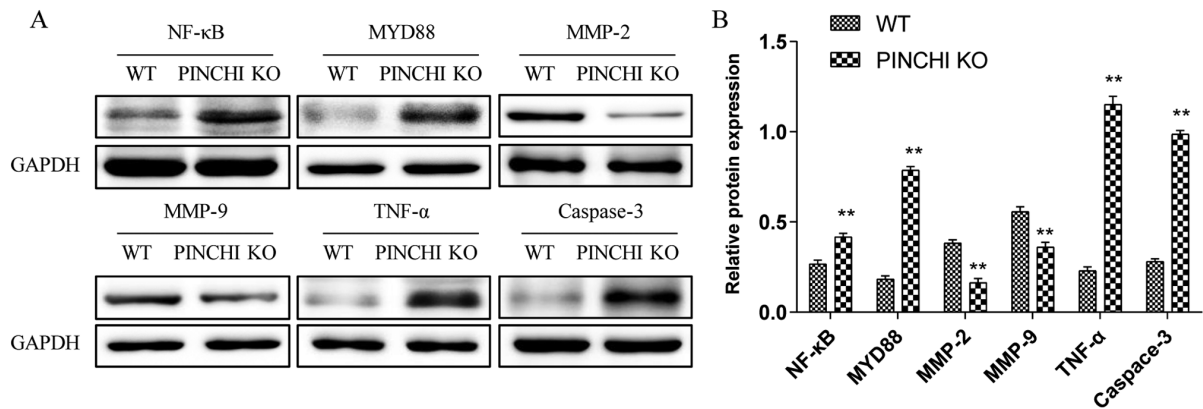 A
NF-κB MYD88 MMP-2
WT PINCHI KO WT PINCHI KO WT PINCHI KO
GAPDH
MMP-9 TNF-α Caspase-3
WT PINCHI KO WT PINCHI KO WT PINCHI KO
GAPDH
B
WT
PINCHI KO
Relative protein expression
1.5
1.0
0.5
0.0
**
**
**
**
**
**
NF-κB
MYD88
MMP-2
MMP-9
TNF-α
Caspace-3